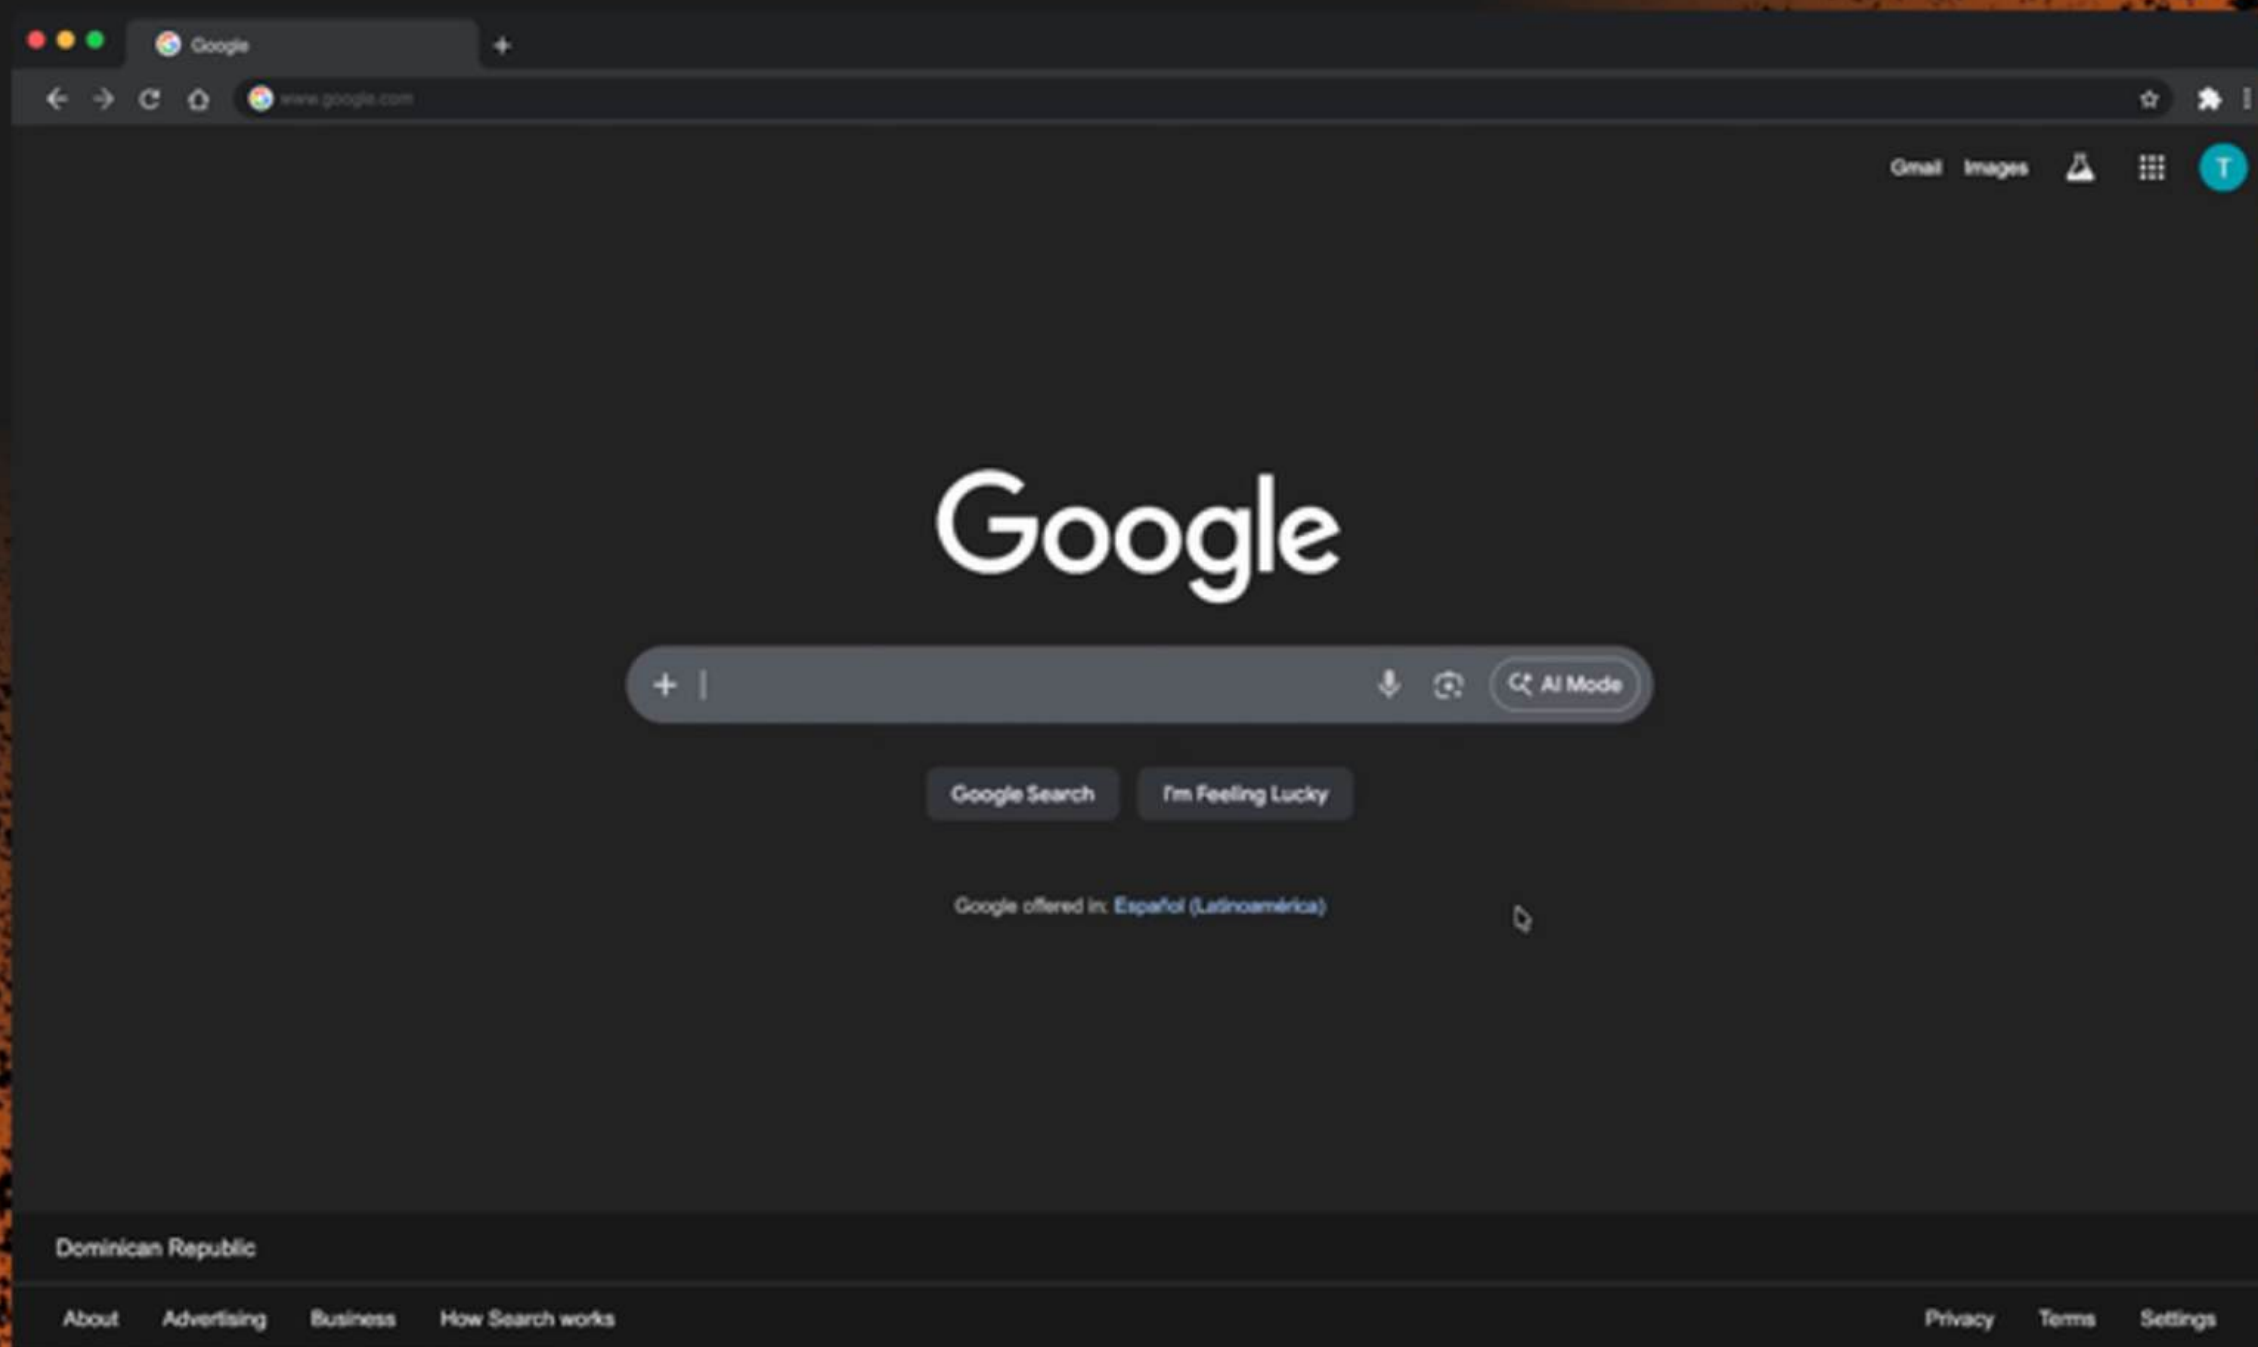 Google
www.google.com
Gmail Images T
Google
AI Mode
Google Search I'm Feeling Lucky
Google offered in: Español (Latinoamérica)
Dominican Republic
About Advertising Business How Search works Privacy Terms Settings